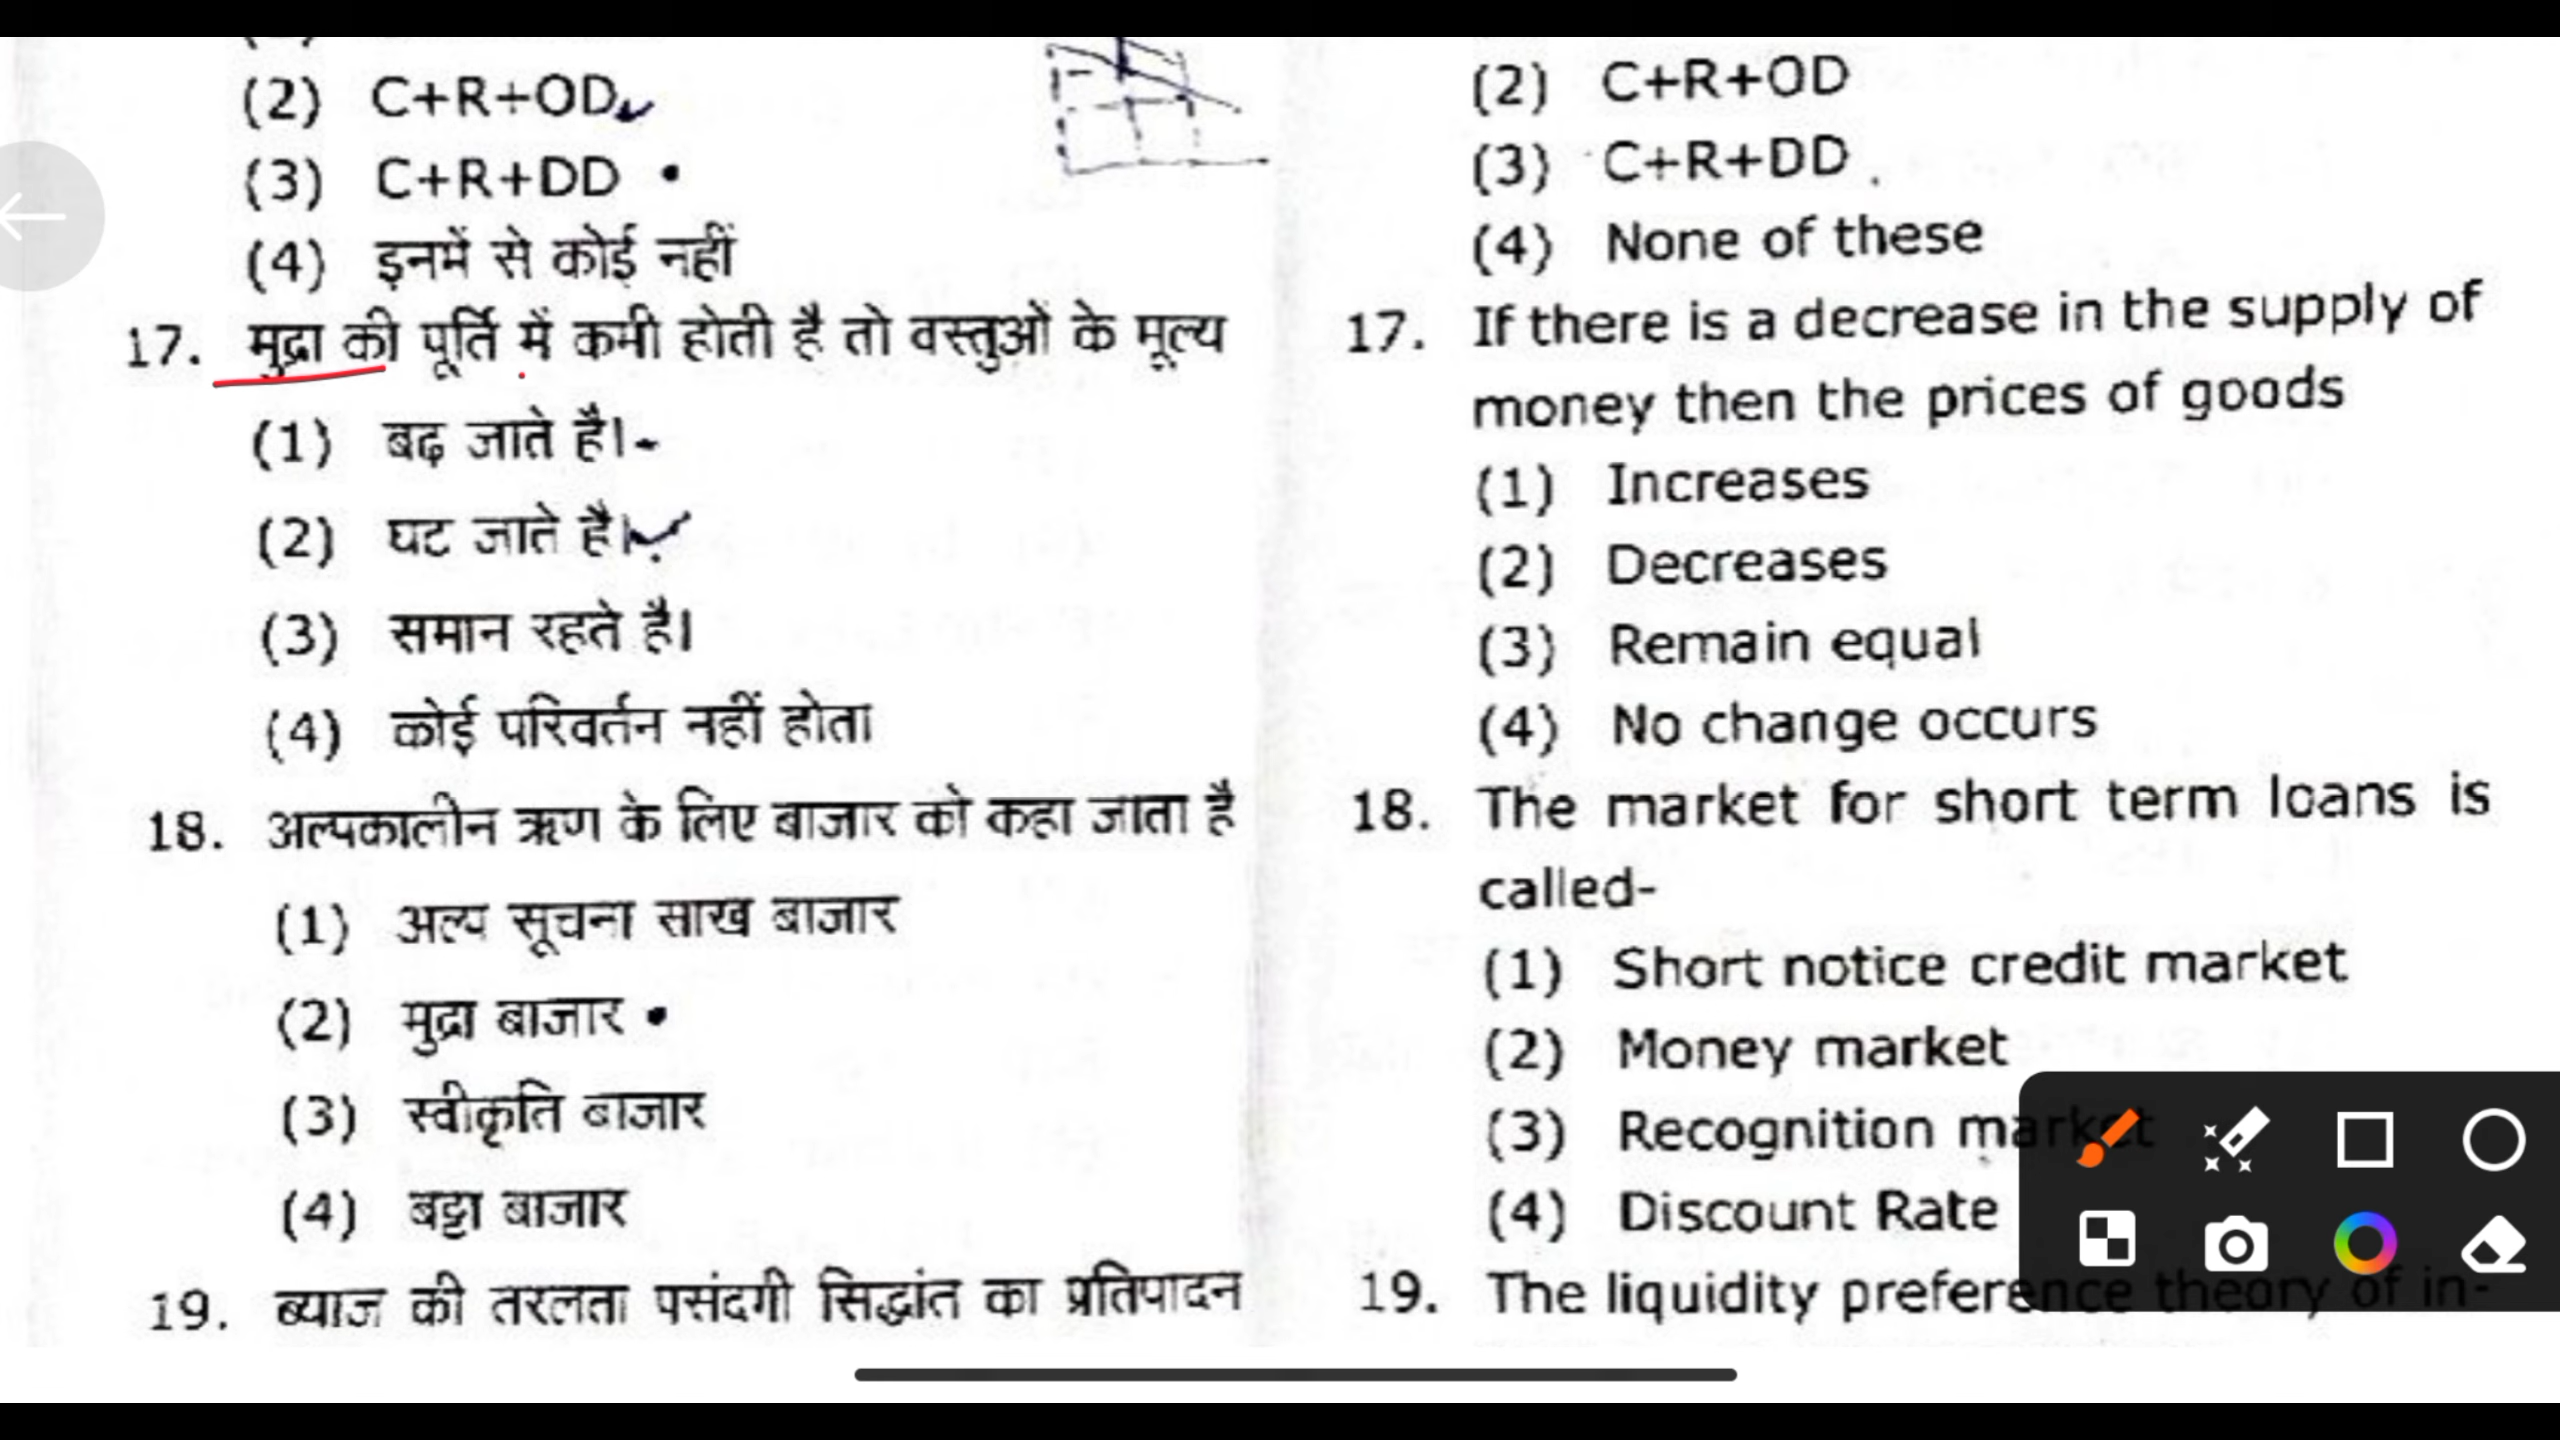 (2) C+R+OD
(3) C+R+DD
(4) इनमें से कोई नहीं
17. मुद्रा की पूर्ति में कमी होती है तो वस्तुओं के मूल्य
(1) बढ़ जाते है।
(2) घट जाते है।
(3) समान रहते है।
(4) कोई परिवर्तन नहीं होता
18. अल्पकालीन ऋण के लिए बाजार को कहा जाता है
(1) अल्प सूचना साख बाजार
(2) मुद्रा बाजार
(3) स्वीकृति बाजार
(4) बट्टा बाजार
19. ब्याज की तरलता पसंदगी सिद्धांत का प्रतिपादन
(2) C+R+OD
(3) C+R+DD
(4) None of these
17. If there is a decrease in the supply of
money then the prices of goods
(1) Increases
(2) Decreases
(3) Remain equal
(4) No change occurs
18. The market for short term loans is
called-
(1) Short notice credit market
(2) Money market
(3) Recognition market
(4) Discount Rate
19. The liquidity preference theory of in-